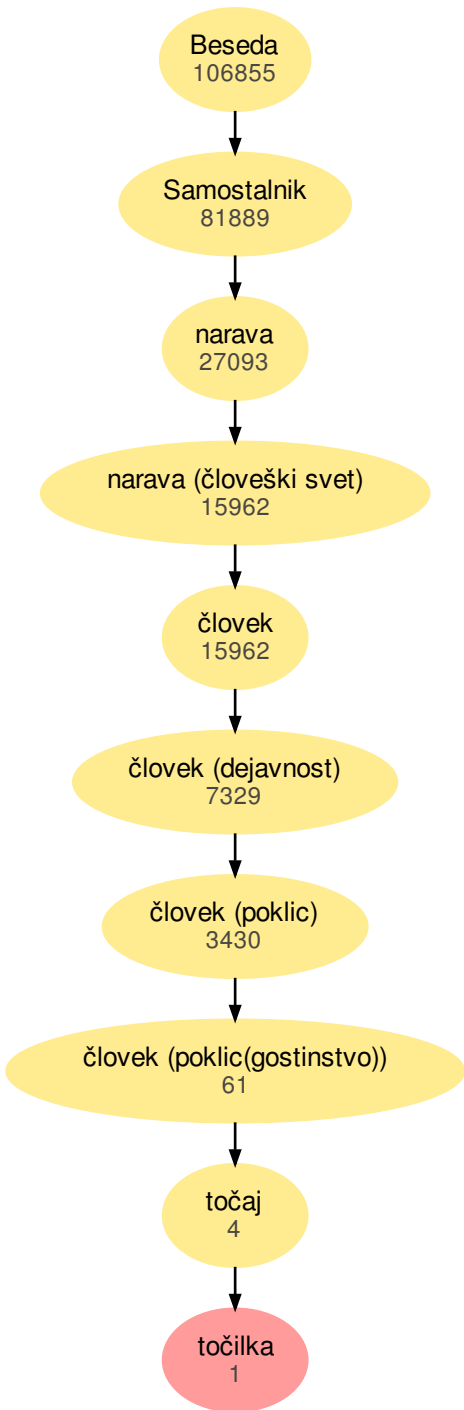 Beseda
106855
Samostalnik
81889
narava
27093
narava (človeški svet)
15962
človek
15962
človek (dejavnost)
7329
človek (poklic)
3430
človek (poklic(gostinstvo))
61
točaj
4
točilka
1